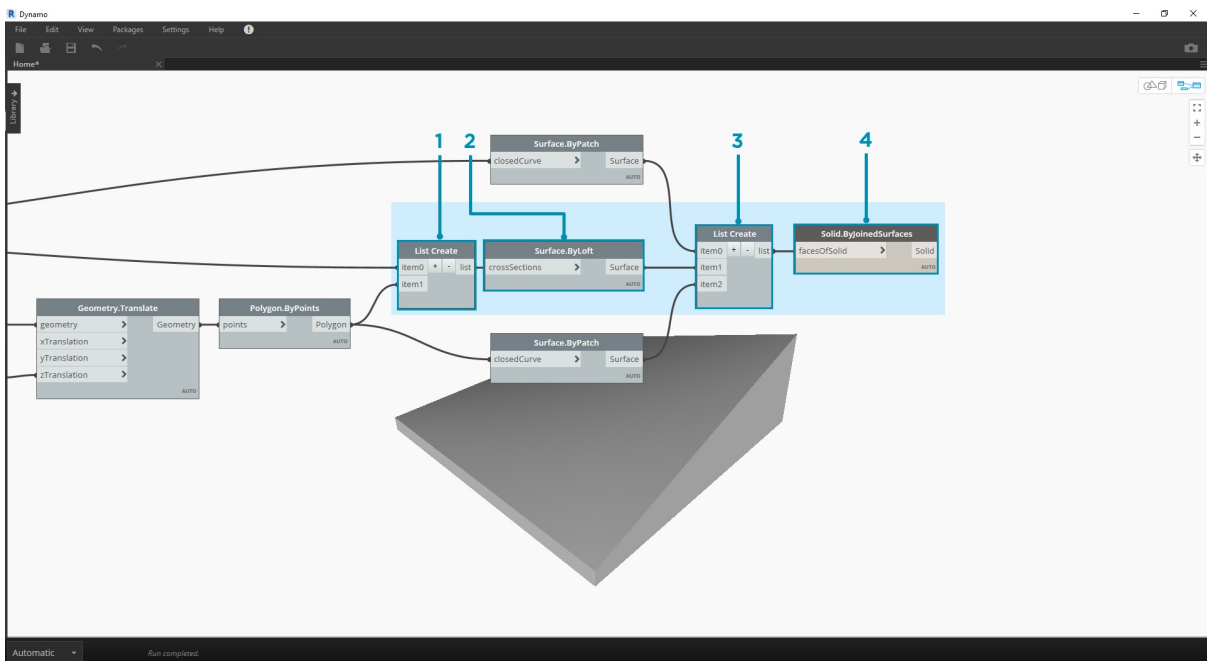 Dynamo
File Edit View Packages Settings Help
Home*
Library
1 2 3 4
Surface.ByPatch
closedCurve > Surface
AUTO
List Create
item0 + - list
item1
Surface.ByLoft
crossSections > Surface
AUTO
List Create
item0 + - list
item1
item2
Solid.ByJoinedSurfaces
facesOfSolid > Solid
AUTO
Geometry.Translate
geometry > Geometry
xTranslation >
yTranslation >
zTranslation >
AUTO
Polygon.ByPoints
points > Polygon
AUTO
Surface.ByPatch
closedCurve > Surface
AUTO
Automatic Run completed.